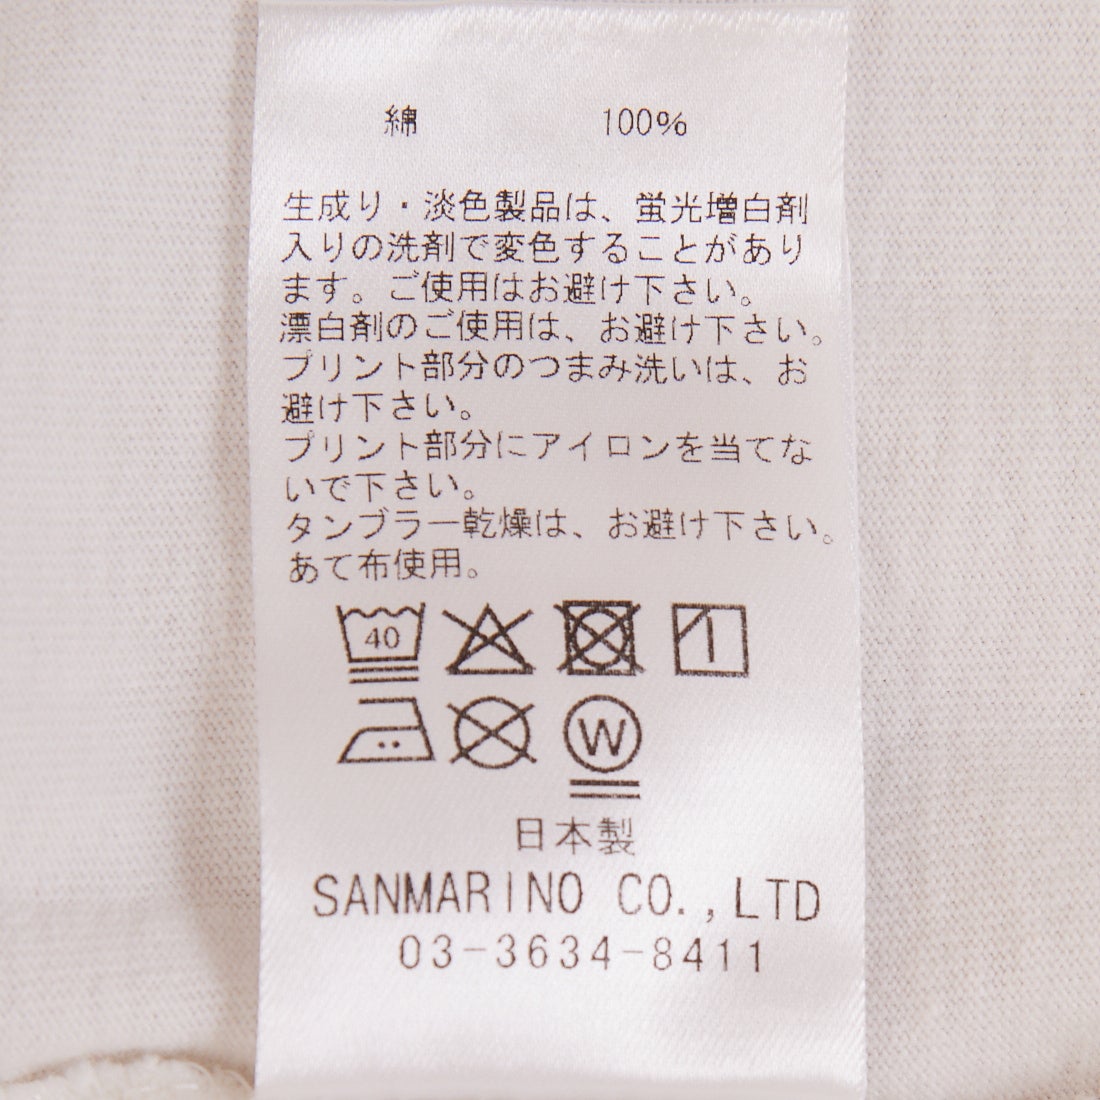 綿 100%
生成り・淡色製品は、蛍光増白剤
入りの洗剤で変色することがあり
ます。ご使用はお避け下さい。
漂白剤のご使用は、お避け下さい。
プリント部分のつまみ洗いは、お
避け下さい。
プリント部分にアイロンを当てな
いで下さい。
タンブラー乾燥は、お避け下さい。
あて布使用。
40
W
日本製
SANMARINO CO.,LTD
03-3634-8411